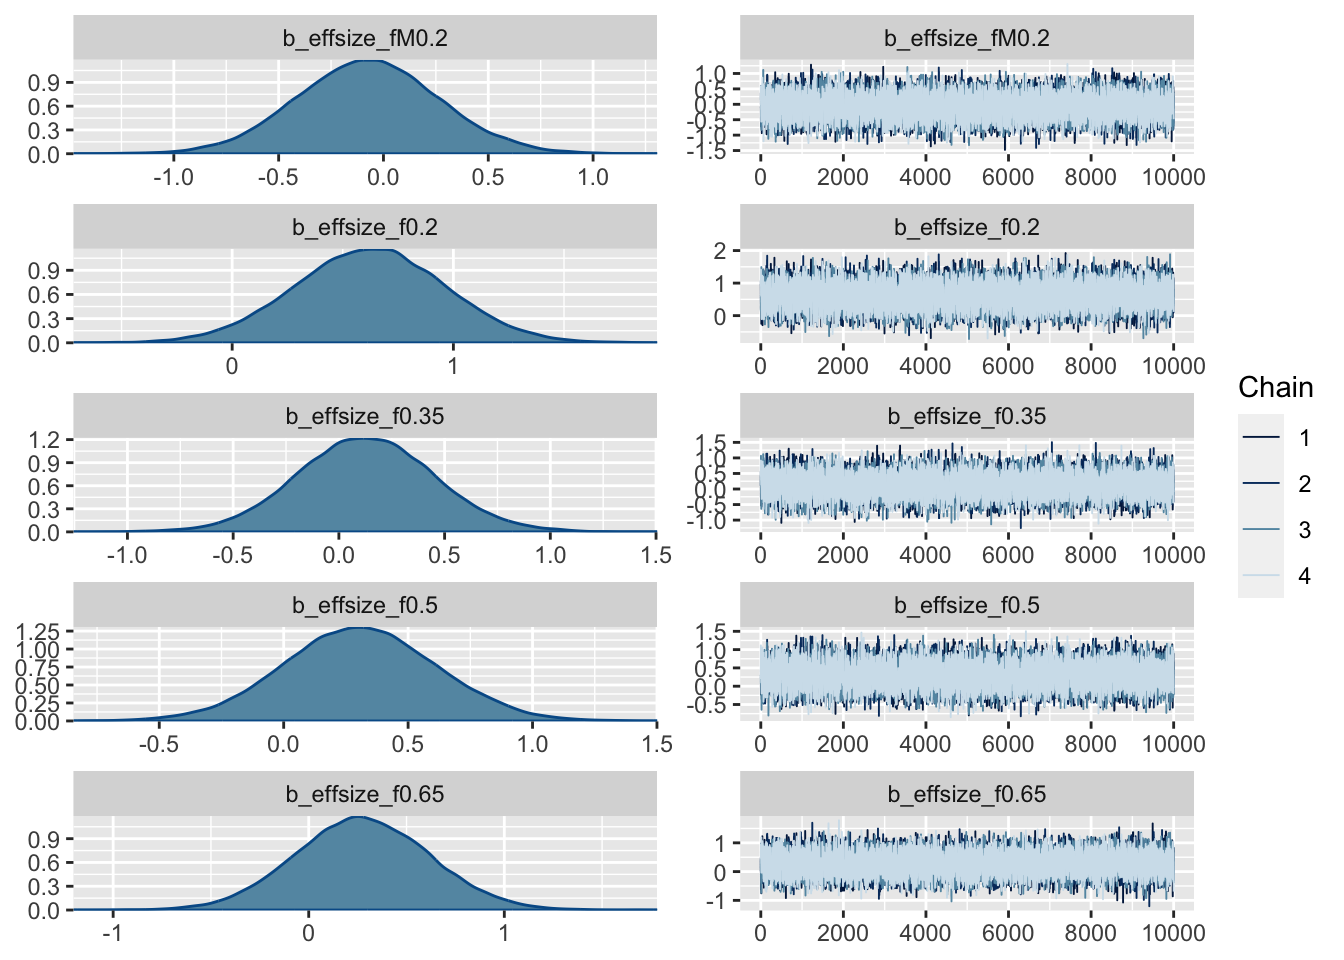 b_effsize_fM0.2
0.9
0.6
0.3
0.0
-1.0 -0.5 0.0 0.5 1.0
b_effsize_fM0.2
1.0
0.5
0.0
-0.5
-1.0
-1.5
0 2000 4000 6000 8000 10000
b_effsize_f0.2
0.9
0.6
0.3
0.0
0 1
b_effsize_f0.2
2
1
0
0 2000 4000 6000 8000 10000
b_effsize_f0.35
1.2
0.9
0.6
0.3
0.0
-1.0 -0.5 0.0 0.5 1.0 1.5
b_effsize_f0.35
1.5
1.0
0.5
0.0
-0.5
-1.0
0 2000 4000 6000 8000 10000
b_effsize_f0.5
1.25
1.00
0.75
0.50
0.25
0.00
-0.5 0.0 0.5 1.0 1.5
b_effsize_f0.5
1.5
1.0
0.5
0.0
-0.5
0 2000 4000 6000 8000 10000
b_effsize_f0.65
0.9
0.6
0.3
0.0
-1 0 1
b_effsize_f0.65
1
0
-1
0 2000 4000 6000 8000 10000
Chain
1
2
3
4